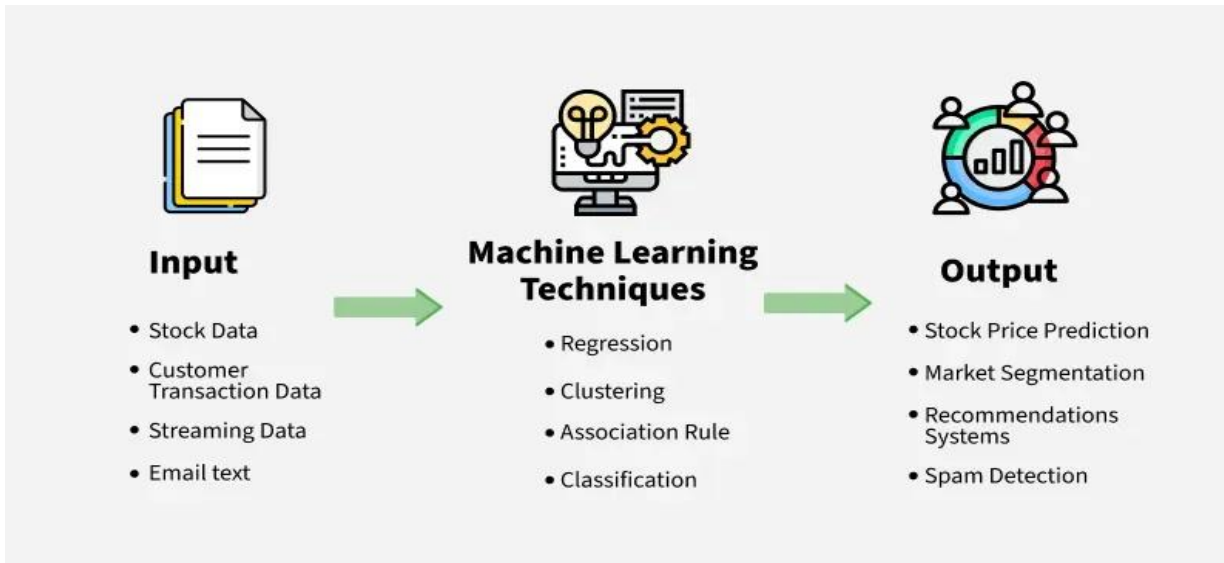 Input
• Stock Data
• Customer
Transaction Data
• Streaming Data
• Email text
Machine Learning
Techniques
• Regression
• Clustering
• Association Rule
• Classification
Output
• Stock Price Prediction
• Market Segmentation
• Recommendations
Systems
• Spam Detection